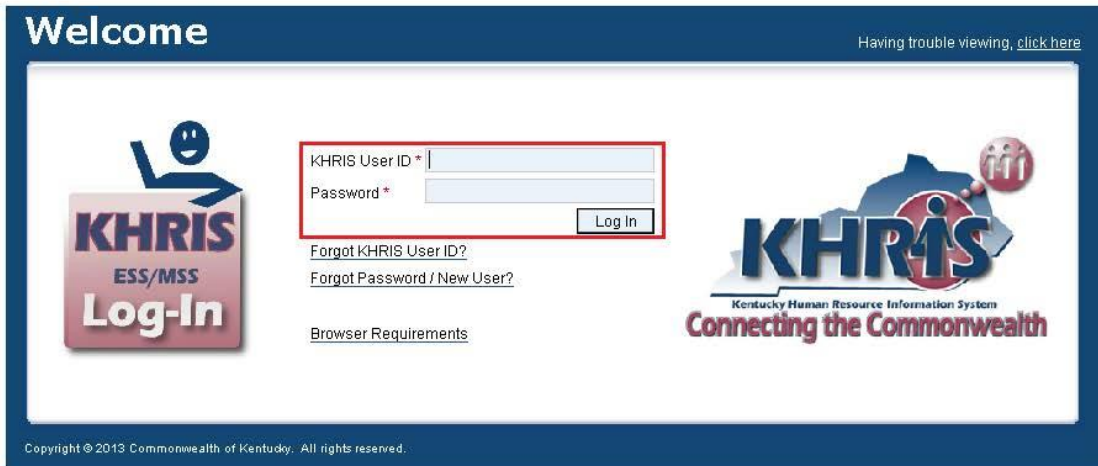 Welcome
Having trouble viewing, click here
KHRIS User ID *
Password *
Log In
Forgot KHRIS User ID?
Forgot Password / New User?
Browser Requirements
KHRIS
ESS/MSS
Log-In
KHRIS
Kentucky Human Resource Information System
Connecting the Commonwealth
Copyright © 2013 Commonwealth of Kentucky. All rights reserved.